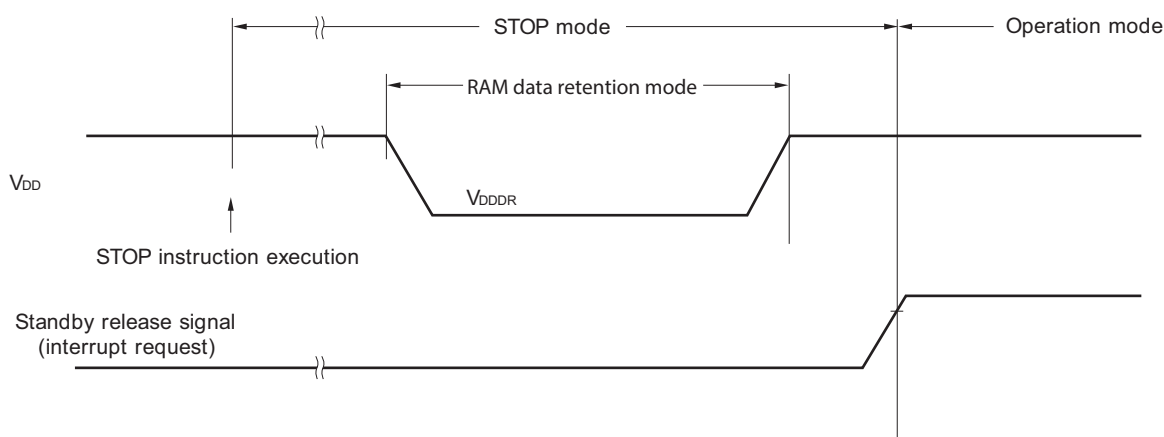 STOP mode
Operation mode
RAM data retention mode
VDD
VDDDR
STOP instruction execution
Standby release signal
(interrupt request)